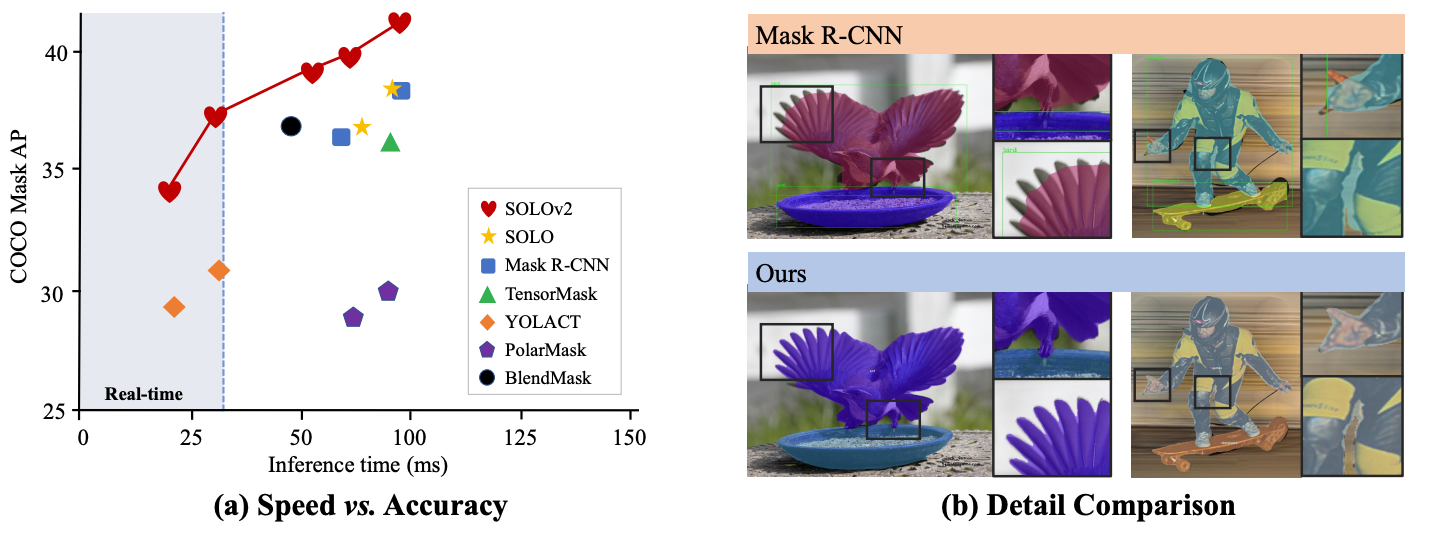 COCO Mask AP
40
35
30
25
0
25
50
100
125
150
Real-time
Inference time (ms)
SOLOv2
SOLO
Mask R-CNN
TensorMask
YOLACT
PolarMask
BlendMask
(a) Speed vs. Accuracy
Mask R-CNN
Ours
(b) Detail Comparison